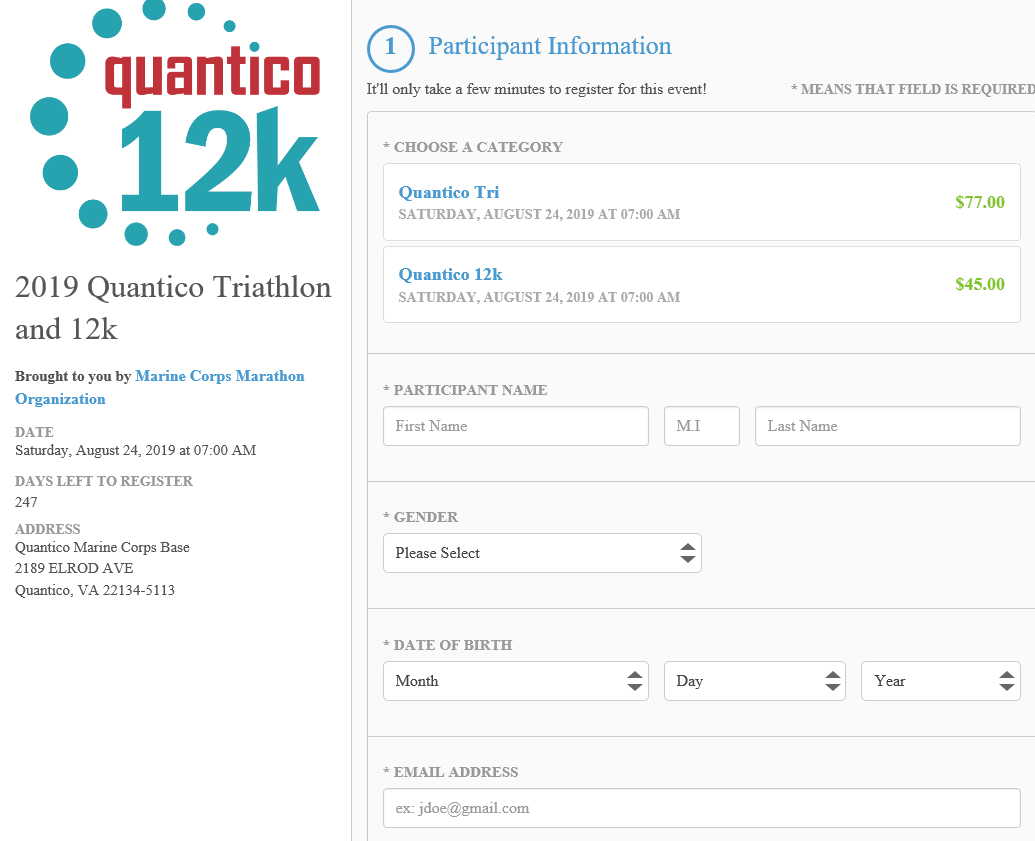 quantico
12k
2019 Quantico Triathlon
and 12k
Brought to you by Marine Corps Marathon
Organization
DATE
Saturday, August 24, 2019 at 07:00 AM
DAYS LEFT TO REGISTER
247
ADDRESS
Quantico Marine Corps Base
2189 ELROD AVE
Quantico, VA 22134-5113
1 Participant Information
It'll only take a few minutes to register for this event! * MEANS THAT FIELD IS REQUIRED
* CHOOSE A CATEGORY
Quantico Tri
SATURDAY, AUGUST 24, 2019 AT 07:00 AM
$77.00
Quantico 12k
SATURDAY, AUGUST 24, 2019 AT 07:00 AM
$45.00
* PARTICIPANT NAME
First Name M.I Last Name
* GENDER
Please Select
* DATE OF BIRTH
Month Day Year
* EMAIL ADDRESS
ex: jdoe@gmail.com